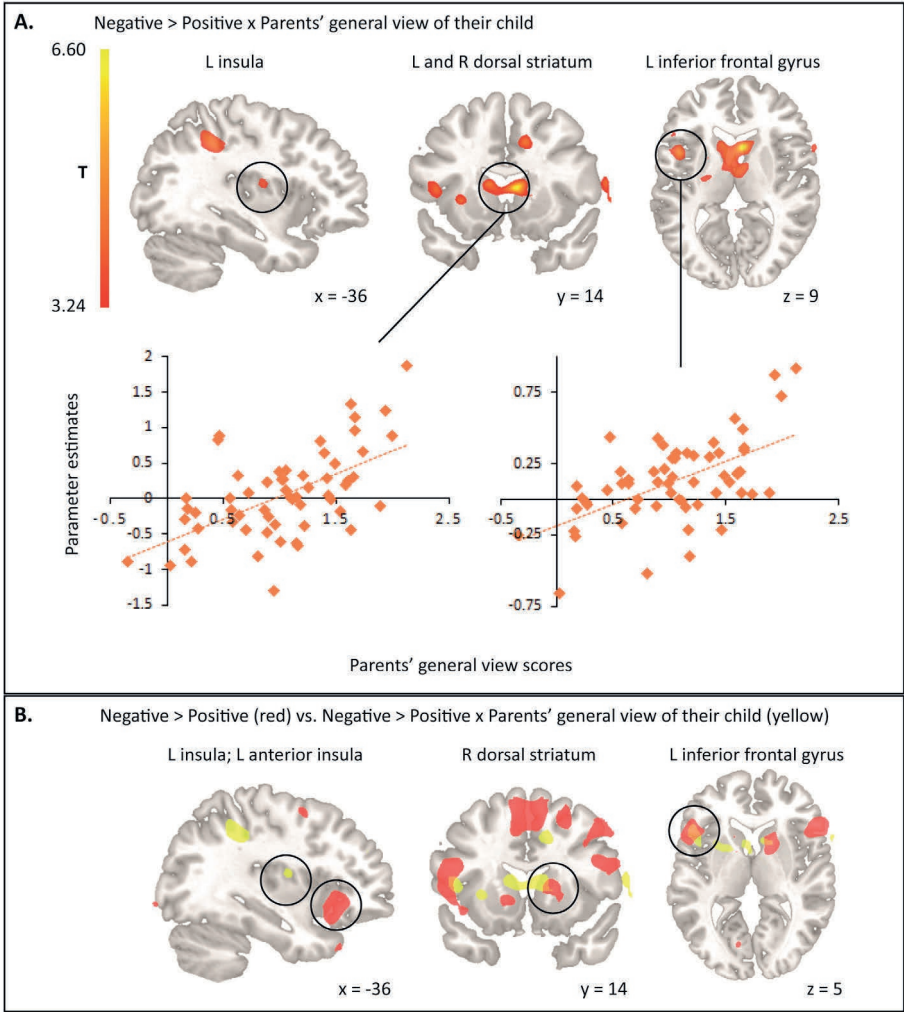 A. Negative > Positive x Parents' general view of their child
6.60
T
3.24
L insula
L and R dorsal striatum
L inferior frontal gyrus
x = -36
y = 14
z = 9
Parameter estimates
2
1.5
1
0.5
0
-0.5
-1
-1.5
-0.5
0.5
1.5
2.5
0.75
0.25
-0.25
-0.75
-0.5
0.5
1.5
2.5
Parents' general view scores
B. Negative > Positive (red) vs. Negative > Positive x Parents' general view of their child (yellow)
L insula; L anterior insula
R dorsal striatum
L inferior frontal gyrus
x = -36
y = 14
z = 5